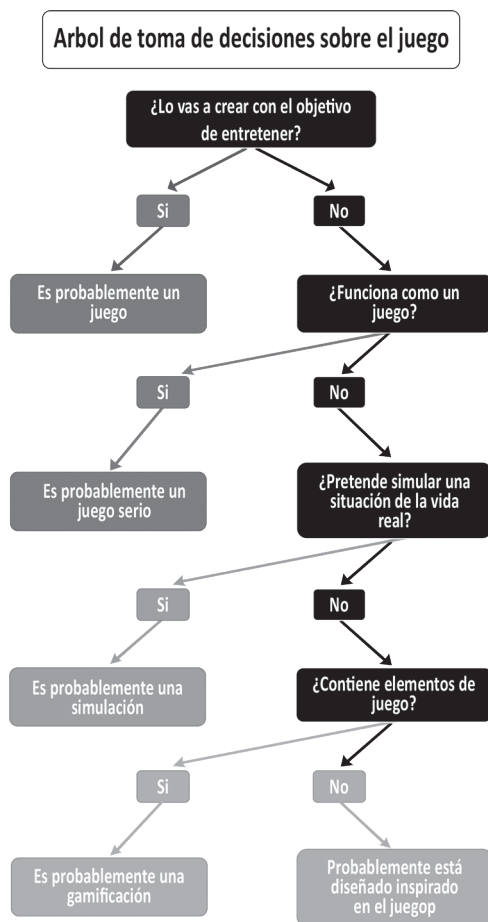 Arbol de toma de decisiones sobre el juego
¿Lo vas a crear con el objetivo
de entretener?
Si
No
Es probablemente un
juego
¿Funciona como un
juego?
Si
No
Es probablemente un
juego serio
¿Pretende simular una
situación de la vida
real?
Si
No
Es probablemente una
simulación
¿Contiene elementos de
juego?
Si
No
Es probablemente una
gamificación
Probablemente está
diseñado inspirado
en el juegop